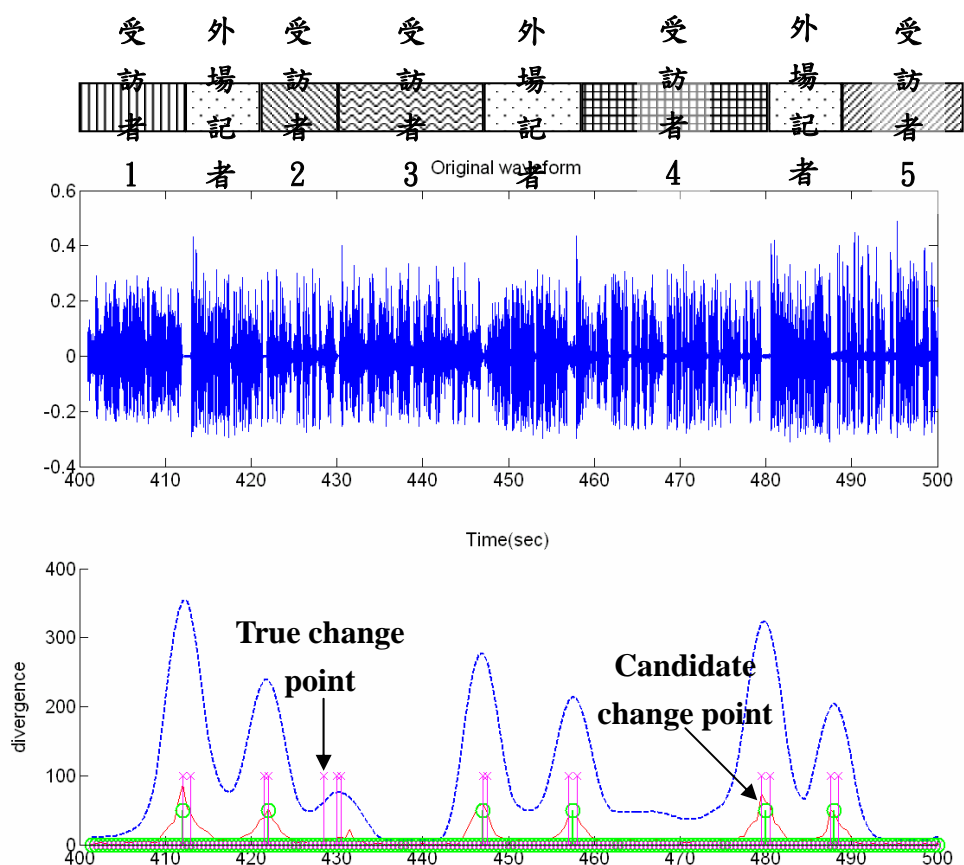 受訪者1
外場記者
受訪者2
受訪者3
外場記者
受訪者4
外場記者
受訪者5
Original waveform
0.6
0.4
0.2
0
-0.2
-0.4
400 410 420 430 440 450 460 470 480 490 500
Time(sec)
divergence
400
300
200
100
0
True change
point
Candidate
change point
400 410 420 430 440 450 460 470 480 490 500